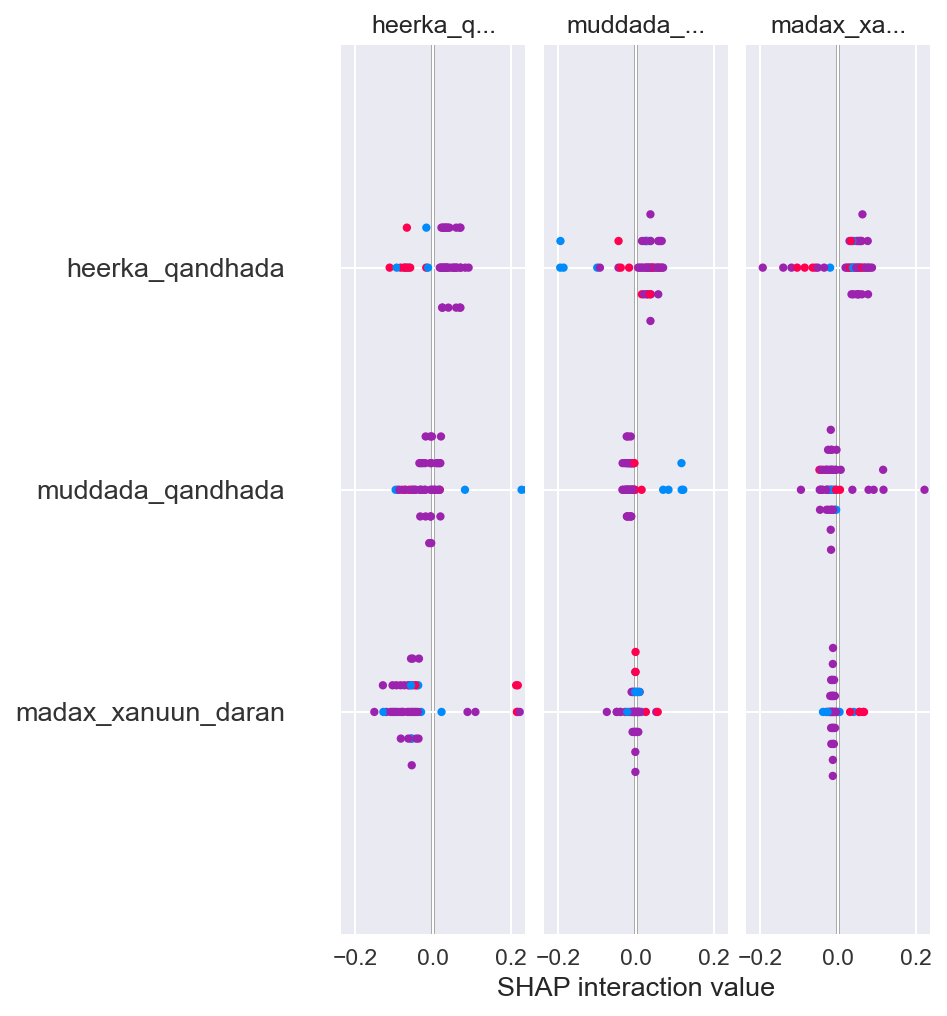 heerka_q... muddada_... madax_xa...
heerka_qandhada
muddada_qandhada
madax_xanuun_daran
−0.2 0.0 0.2 −0.2 0.0 0.2 −0.2 0.0 0.2
SHAP interaction value